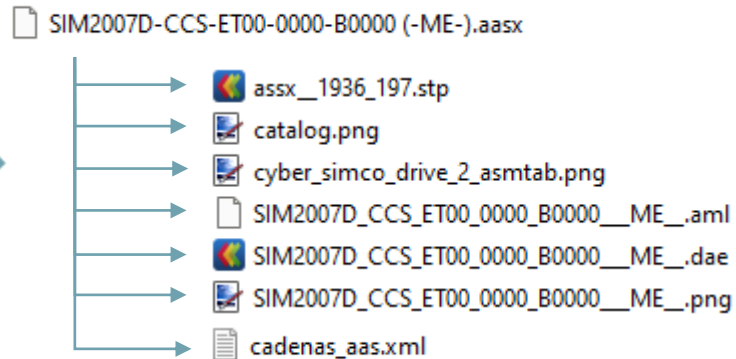 SIM2007D-CCS-ET00-0000-B0000 (-ME-).aasx
assx__1936_197.stp
catalog.png
cyber_simco_drive_2_asmtab.png
SIM2007D_CCS_ET00_0000_B0000__ME__.aml
SIM2007D_CCS_ET00_0000_B0000__ME__.dae
SIM2007D_CCS_ET00_0000_B0000__ME__.png
cadenas_aas.xml